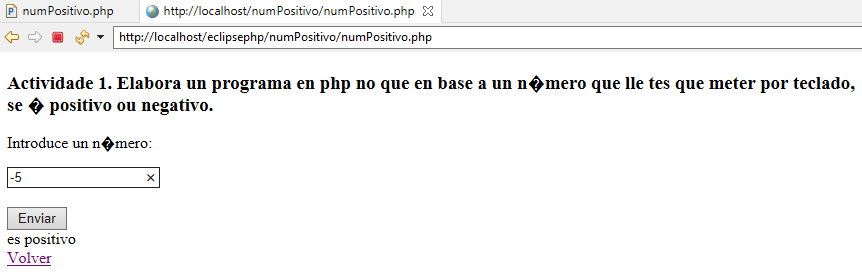 numPositivo.php http://localhost/numPositivo/numPositivo.php
http://localhost/eclipsephp/numPositivo/numPositivo.php
Actividade 1. Elabora un programa en php no que en base a un n�mero que lle tes que meter por teclado,
se � positivo ou negativo.
Introduce un n�mero:
-5
Enviar
es positivo
Volver